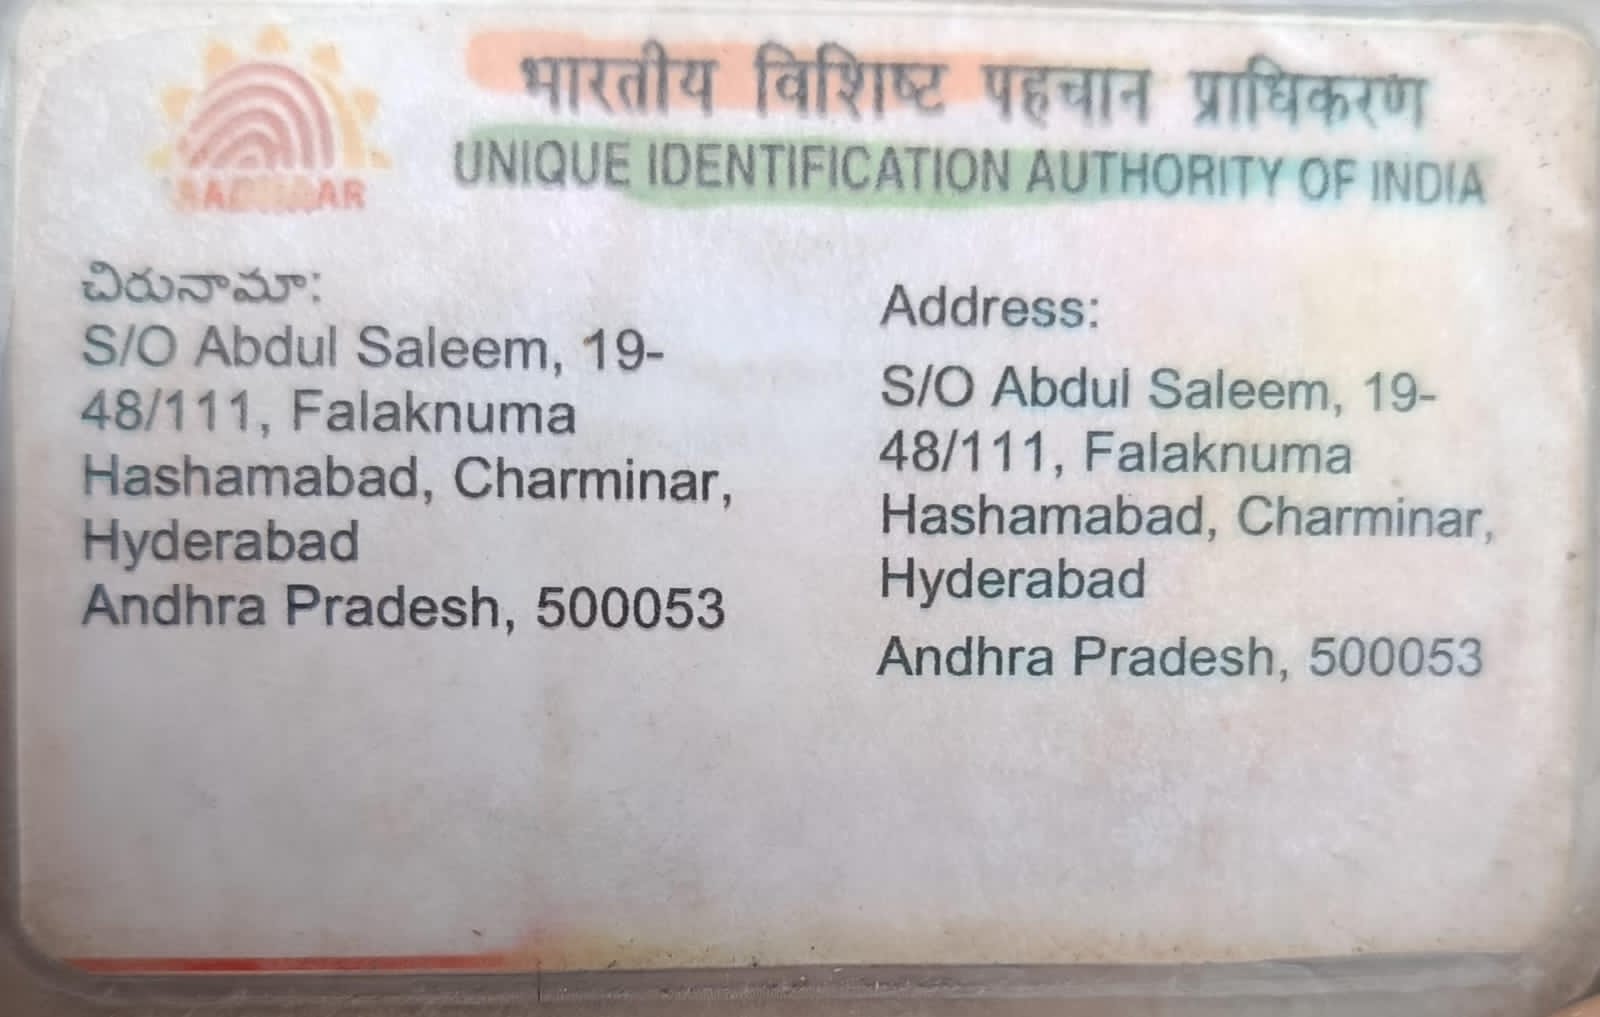 भारतीय विशिष्ट पहचान प्राधिकरण
UNIQUE IDENTIFICATION AUTHORITY OF INDIA
AADHAAR
చిరునామా:
S/O Abdul Saleem, 19-
48/111, Falaknuma
Hashamabad, Charminar,
Hyderabad
Andhra Pradesh, 500053
Address:
S/O Abdul Saleem, 19-
48/111, Falaknuma
Hashamabad, Charminar,
Hyderabad
Andhra Pradesh, 500053